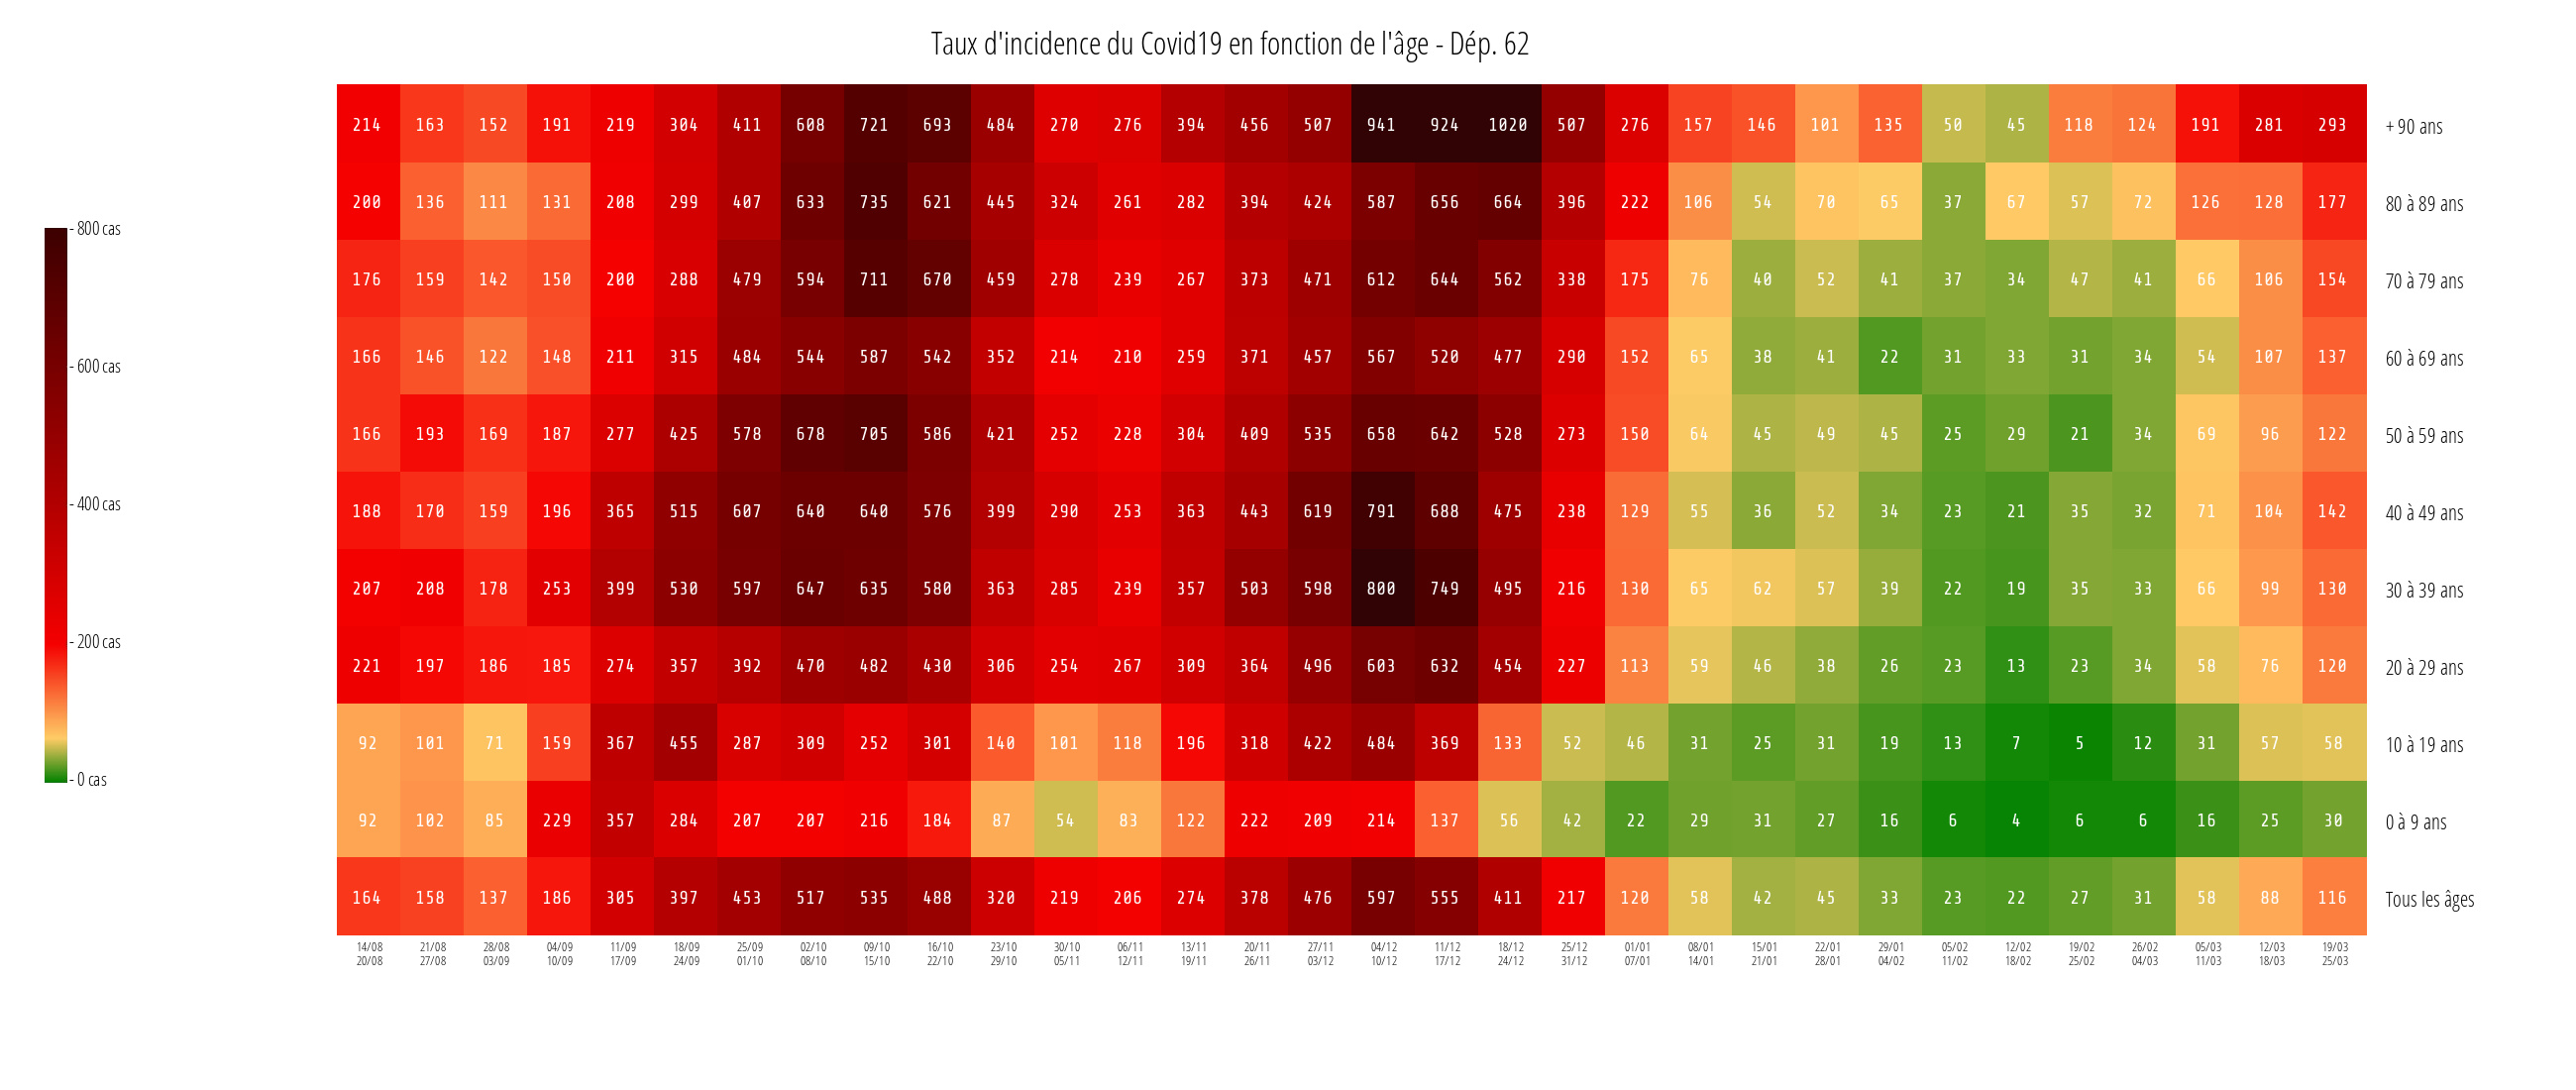 Taux d'incidence du Covid19 en fonction de l'âge - Dép. 62
- 800 cas
- 600 cas
- 400 cas
- 200 cas
- 0 cas
214 163 152 191 219 304 411 608 721 693 484 270 276 394 456 507 941 924 1020 507 276 157 146 101 135 50 45 118 124 191 281 293 + 90 ans
200 136 111 131 208 299 407 633 735 621 445 324 261 282 394 424 587 656 664 396 222 106 54 70 65 37 67 57 72 126 128 177 80 à 89 ans
176 159 142 150 200 288 479 594 711 670 459 278 239 267 373 471 612 644 562 338 175 76 40 52 41 37 34 47 41 66 106 154 70 à 79 ans
166 146 122 148 211 315 484 544 587 542 352 214 210 259 371 457 567 520 477 290 152 65 38 41 22 31 33 31 34 54 107 137 60 à 69 ans
166 193 169 187 277 425 578 678 705 586 421 252 228 304 409 535 658 642 528 273 150 64 45 49 45 25 29 21 34 69 96 122 50 à 59 ans
188 170 159 196 365 515 607 640 640 576 399 290 253 363 443 619 791 688 475 238 129 55 36 52 34 23 21 35 32 71 104 142 40 à 49 ans
207 208 178 253 399 530 597 647 635 580 363 285 239 357 503 598 800 749 495 216 130 65 62 57 39 22 19 35 33 66 99 130 30 à 39 ans
221 197 186 185 274 357 392 470 482 430 306 254 267 309 364 496 603 632 454 227 113 59 46 38 26 23 13 23 34 58 76 120 20 à 29 ans
92 101 71 159 367 455 287 309 252 301 140 101 118 196 318 422 484 369 133 52 46 31 25 31 19 13 7 5 12 31 57 58 10 à 19 ans
92 102 85 229 357 284 207 207 216 184 87 54 83 122 222 209 214 137 56 42 22 29 31 27 16 6 4 6 6 16 25 30 0 à 9 ans
164 158 137 186 305 397 453 517 535 488 320 219 206 274 378 476 597 555 411 217 120 58 42 45 33 23 22 27 31 58 88 116 Tous les âges
14/08 21/08 28/08 04/09 11/09 18/09 25/09 02/10 09/10 16/10 23/10 30/10 06/11 13/11 20/11 27/11 04/12 11/12 18/12 25/12 01/01 08/01 15/01 22/01 29/01 05/02 12/02 19/02 26/02 05/03 12/03 19/03
20/08 27/08 03/09 10/09 17/09 24/09 01/10 08/10 15/10 22/10 29/10 05/11 12/11 19/11 26/11 03/12 10/12 17/12 24/12 31/12 07/01 14/01 21/01 28/01 04/02 11/02 18/02 25/02 04/03 11/03 18/03 25/03